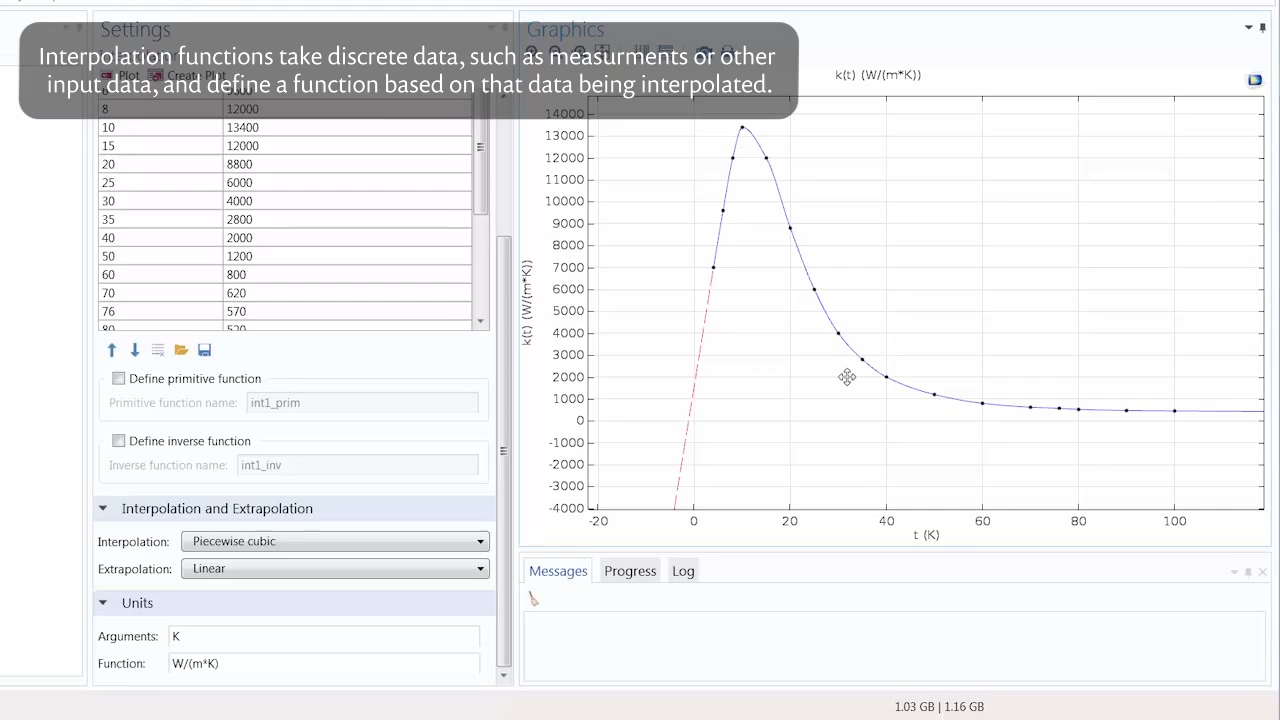 Settings
Graphics
Interpolation functions take discrete data, such as measurments or other
input data, and define a function based on that data being interpolated.
Plot Create Plot
8 12000
10 13400
15 12000
20 8800
25 6000
30 4000
35 2800
40 2000
50 1200
60 800
70 620
76 570
80 520
Define primitive function
Primitive function name: int1_prim
Define inverse function
Inverse function name: int1_inv
Interpolation and Extrapolation
Interpolation: Piecewise cubic
Extrapolation: Linear
Units
Arguments: K
Function: W/(m*K)
k(t) (W/(m*K))
14000
13000
12000
11000
10000
9000
8000
7000
6000
5000
4000
3000
2000
1000
0
-1000
-2000
-3000
-4000
k(t) (W/(m*K))
-20 0 20 40 60 80 100
t (K)
Messages Progress Log
1.03 GB | 1.16 GB